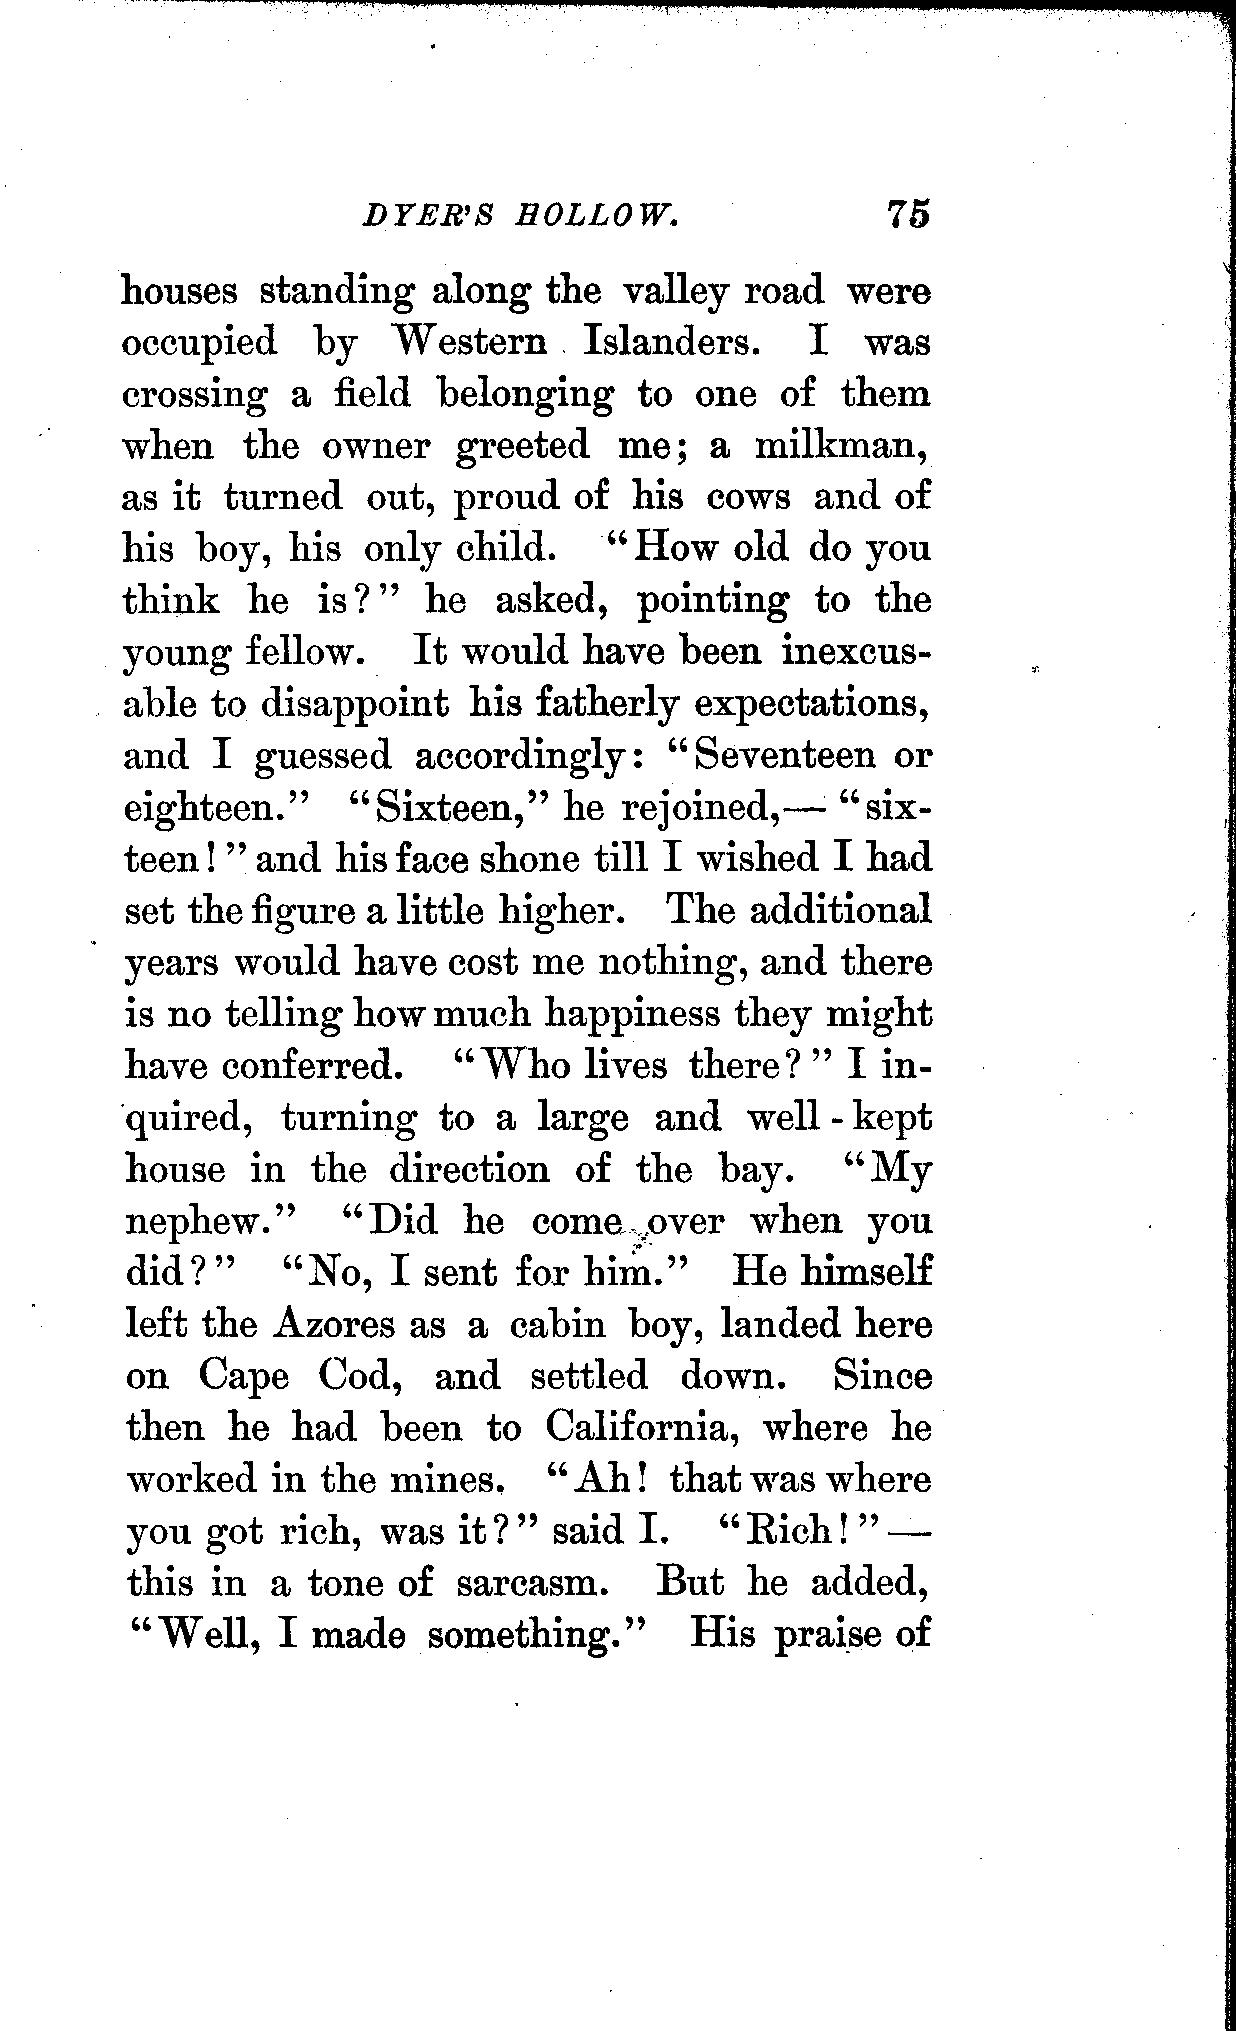 DYER'S HOLLOW. 75
houses standing along the valley road were
occupied by Western Islanders. I was
crossing a field belonging to one of them
when the owner greeted me; a milkman,
as it turned out, proud of his cows and of
his boy, his only child. "How old do you
think he is?" he asked, pointing to the
young fellow. It would have been inexcus-
able to disappoint his fatherly expectations,
and I guessed accordingly: "Seventeen or
eighteen." "Sixteen," he rejoined,— "six-
teen!" and his face shone till I wished I had
set the figure a little higher. The additional
years would have cost me nothing, and there
is no telling how much happiness they might
have conferred. "Who lives there?" I in-
quired, turning to a large and well-kept
house in the direction of the bay. "My
nephew." "Did he come over when you
did?" "No, I sent for him." He himself
left the Azores as a cabin boy, landed here
on Cape Cod, and settled down. Since
then he had been to California, where he
worked in the mines. "Ah! that was where
you got rich, was it?" said I. "Rich!"—
this in a tone of sarcasm. But he added,
"Well, I made something." His praise of